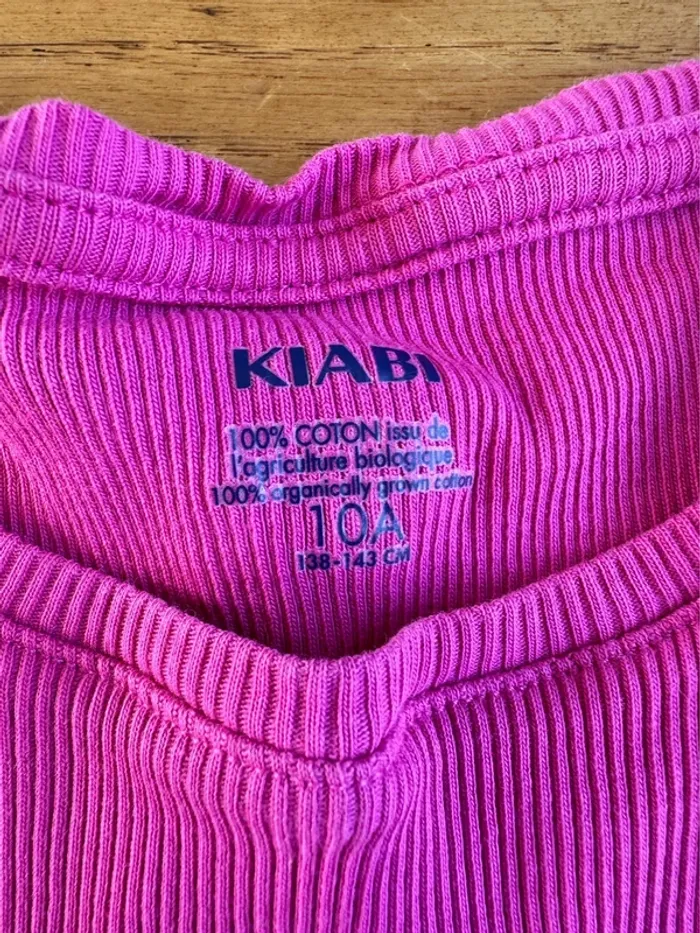 KIABI
100% COTON issu de
l'agriculture biologique
100% organically grown cotton
10A
138-143 CM